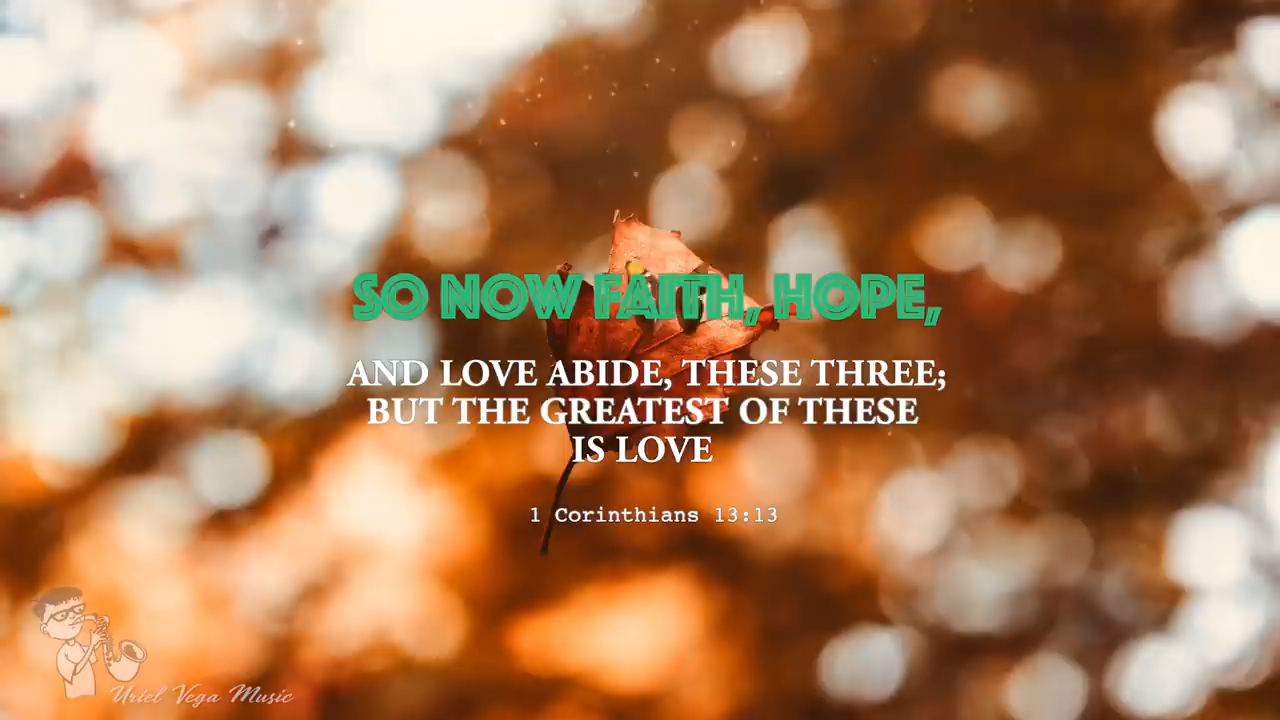 SO NOW FAITH, HOPE,
AND LOVE ABIDE, THESE THREE;
BUT THE GREATEST OF THESE
IS LOVE
1 Corinthians 13:13
Uriel Vega Music